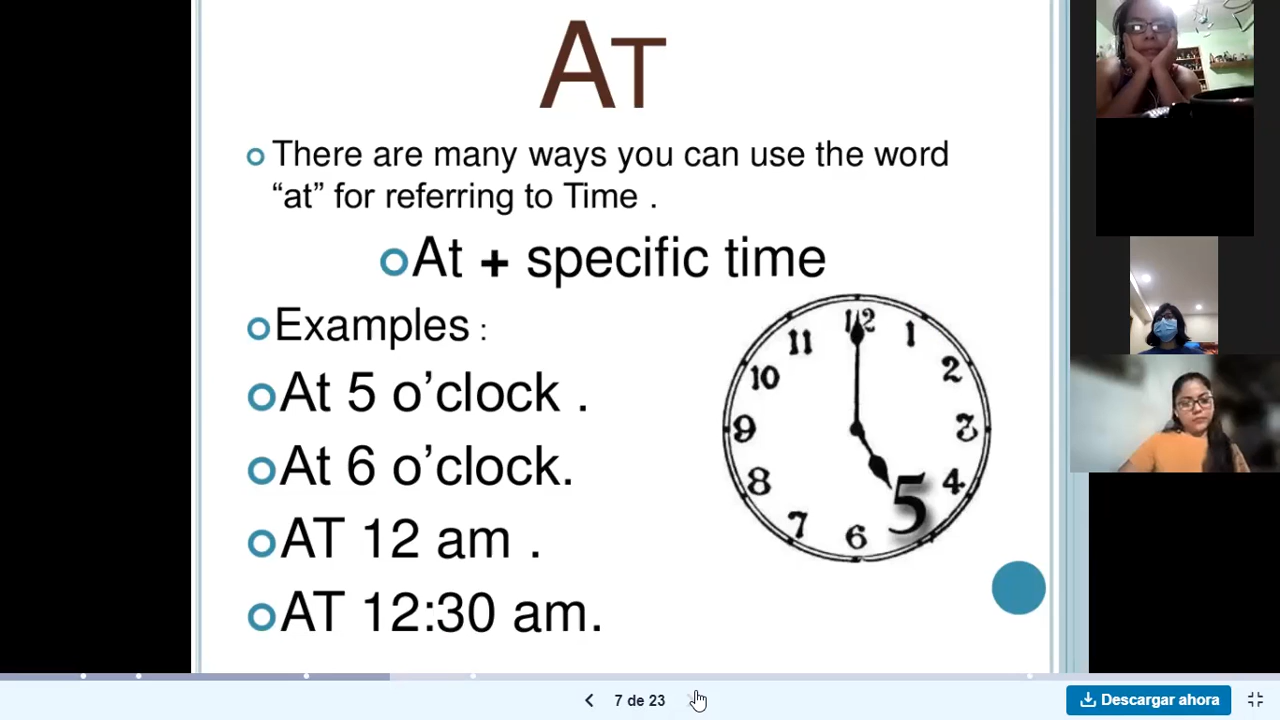 AT
There are many ways you can use the word
“at” for referring to Time .
At + specific time
Examples :
At 5 o’clock .
At 6 o’clock.
AT 12 am .
AT 12:30 am.
12
1
2
3
4
5
6
7
8
9
10
11
7 de 23
Descargar ahora